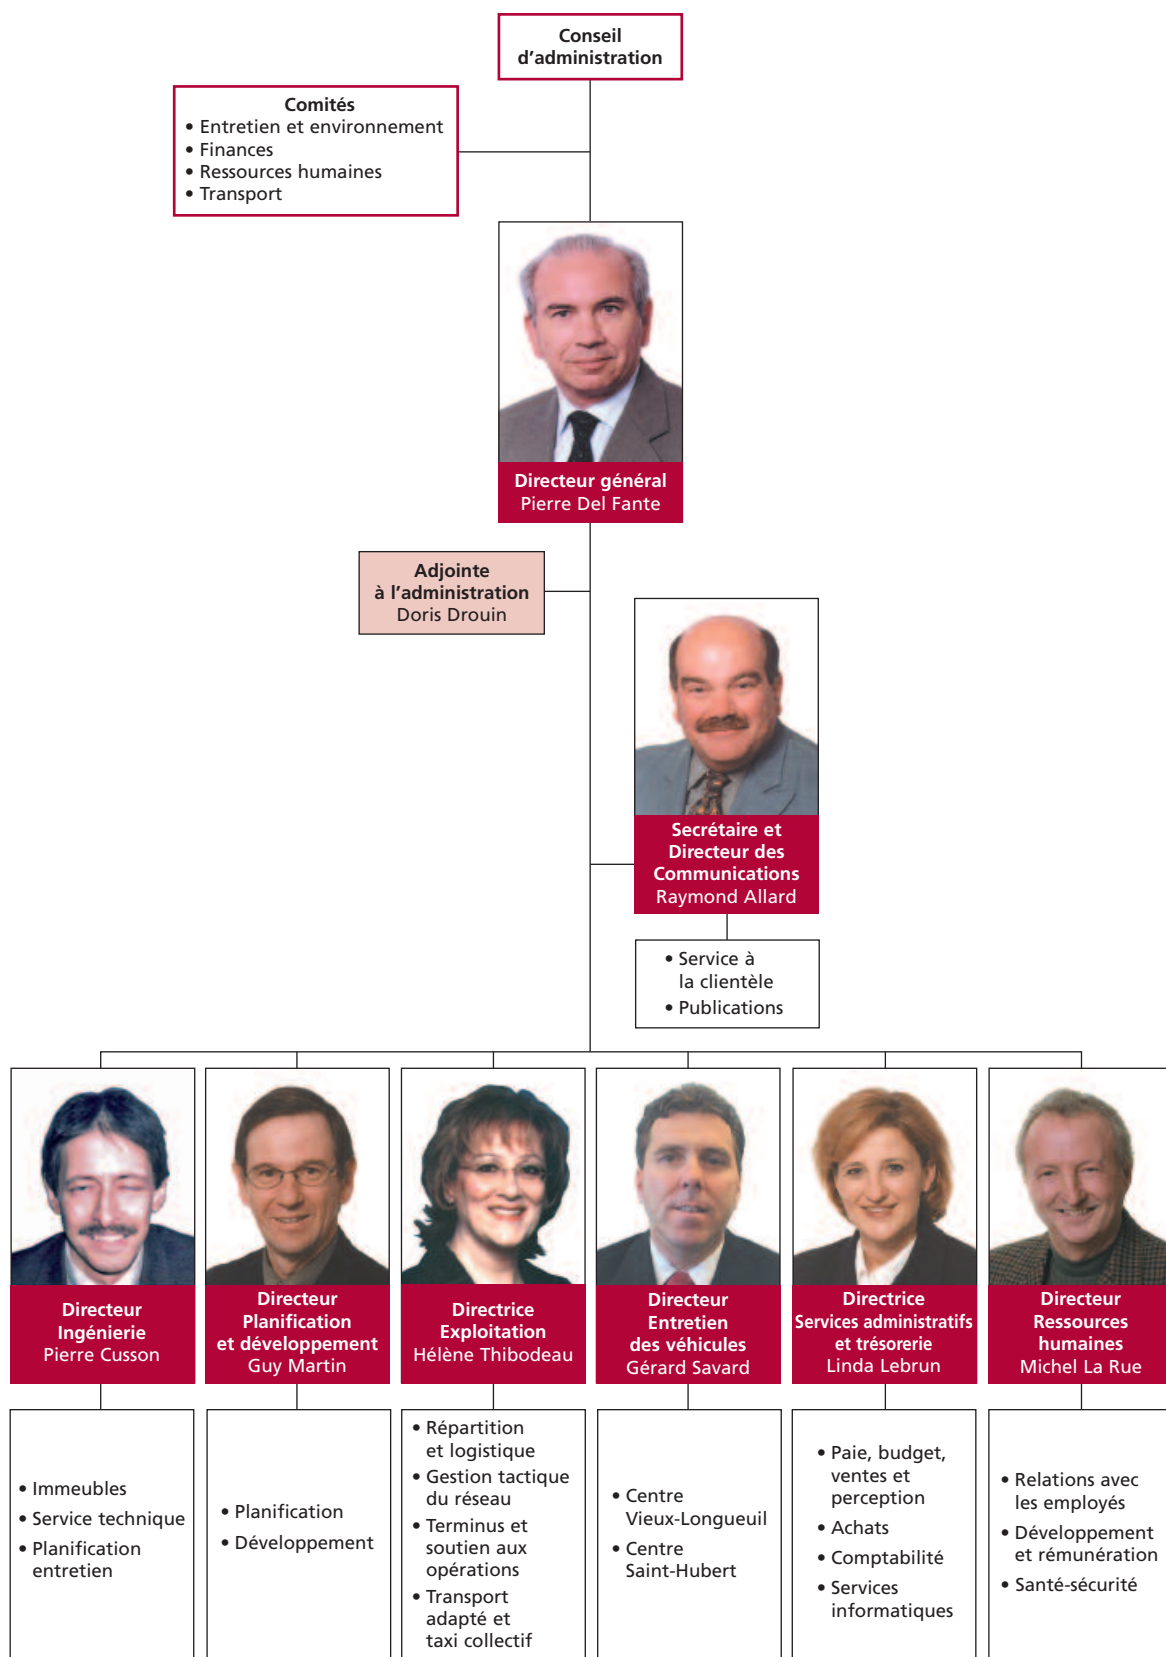 Conseil
d'administration
Comités
• Entretien et environnement
• Finances
• Ressources humaines
• Transport
Directeur général
Pierre Del Fante
Adjointe
à l'administration
Doris Drouin
Secrétaire et
Directeur des
Communications
Raymond Allard
• Service à
la clientèle
• Publications
Directeur
Ingénierie
Pierre Cusson
Directeur
Planification
et développement
Guy Martin
Directrice
Exploitation
Hélène Thibodeau
Directeur
Entretien
des véhicules
Gérard Savard
Directrice
Services administratifs
et trésorerie
Linda Lebrun
Directeur
Ressources
humaines
Michel La Rue
• Immeubles
• Service technique
• Planification
entretien
• Planification
• Développement
• Répartition
et logistique
• Gestion tactique
du réseau
• Terminus et
soutien aux
opérations
• Transport
adapté et
taxi collectif
• Centre
Vieux-Longueuil
• Centre
Saint-Hubert
• Paie, budget,
ventes et
perception
• Achats
• Comptabilité
• Services
informatiques
• Relations avec
les employés
• Développement
et rémunération
• Santé-sécurité